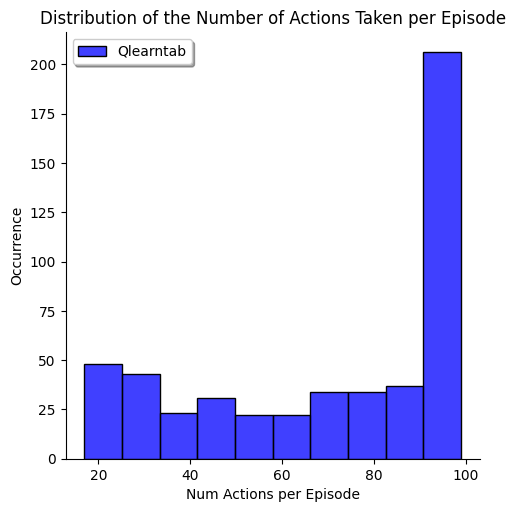 Distribution of the Number of Actions Taken per Episode
Qlearntab
200
175
150
125
100
75
50
25
0
Occurrence
20 40 60 80 100
Num Actions per Episode